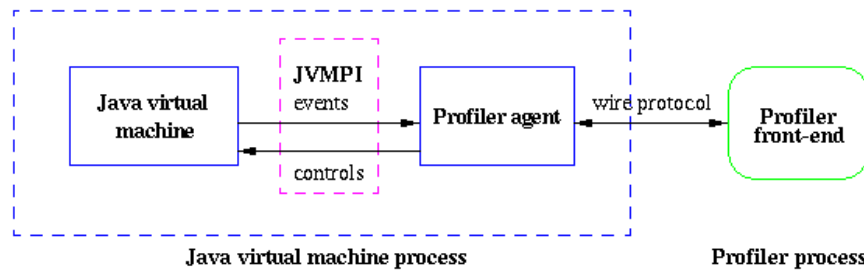 JVMPI
Java virtual
machine
events
Profiler agent
wire protocol
Profiler
front-end
controls
Java virtual machine process
Profiler process